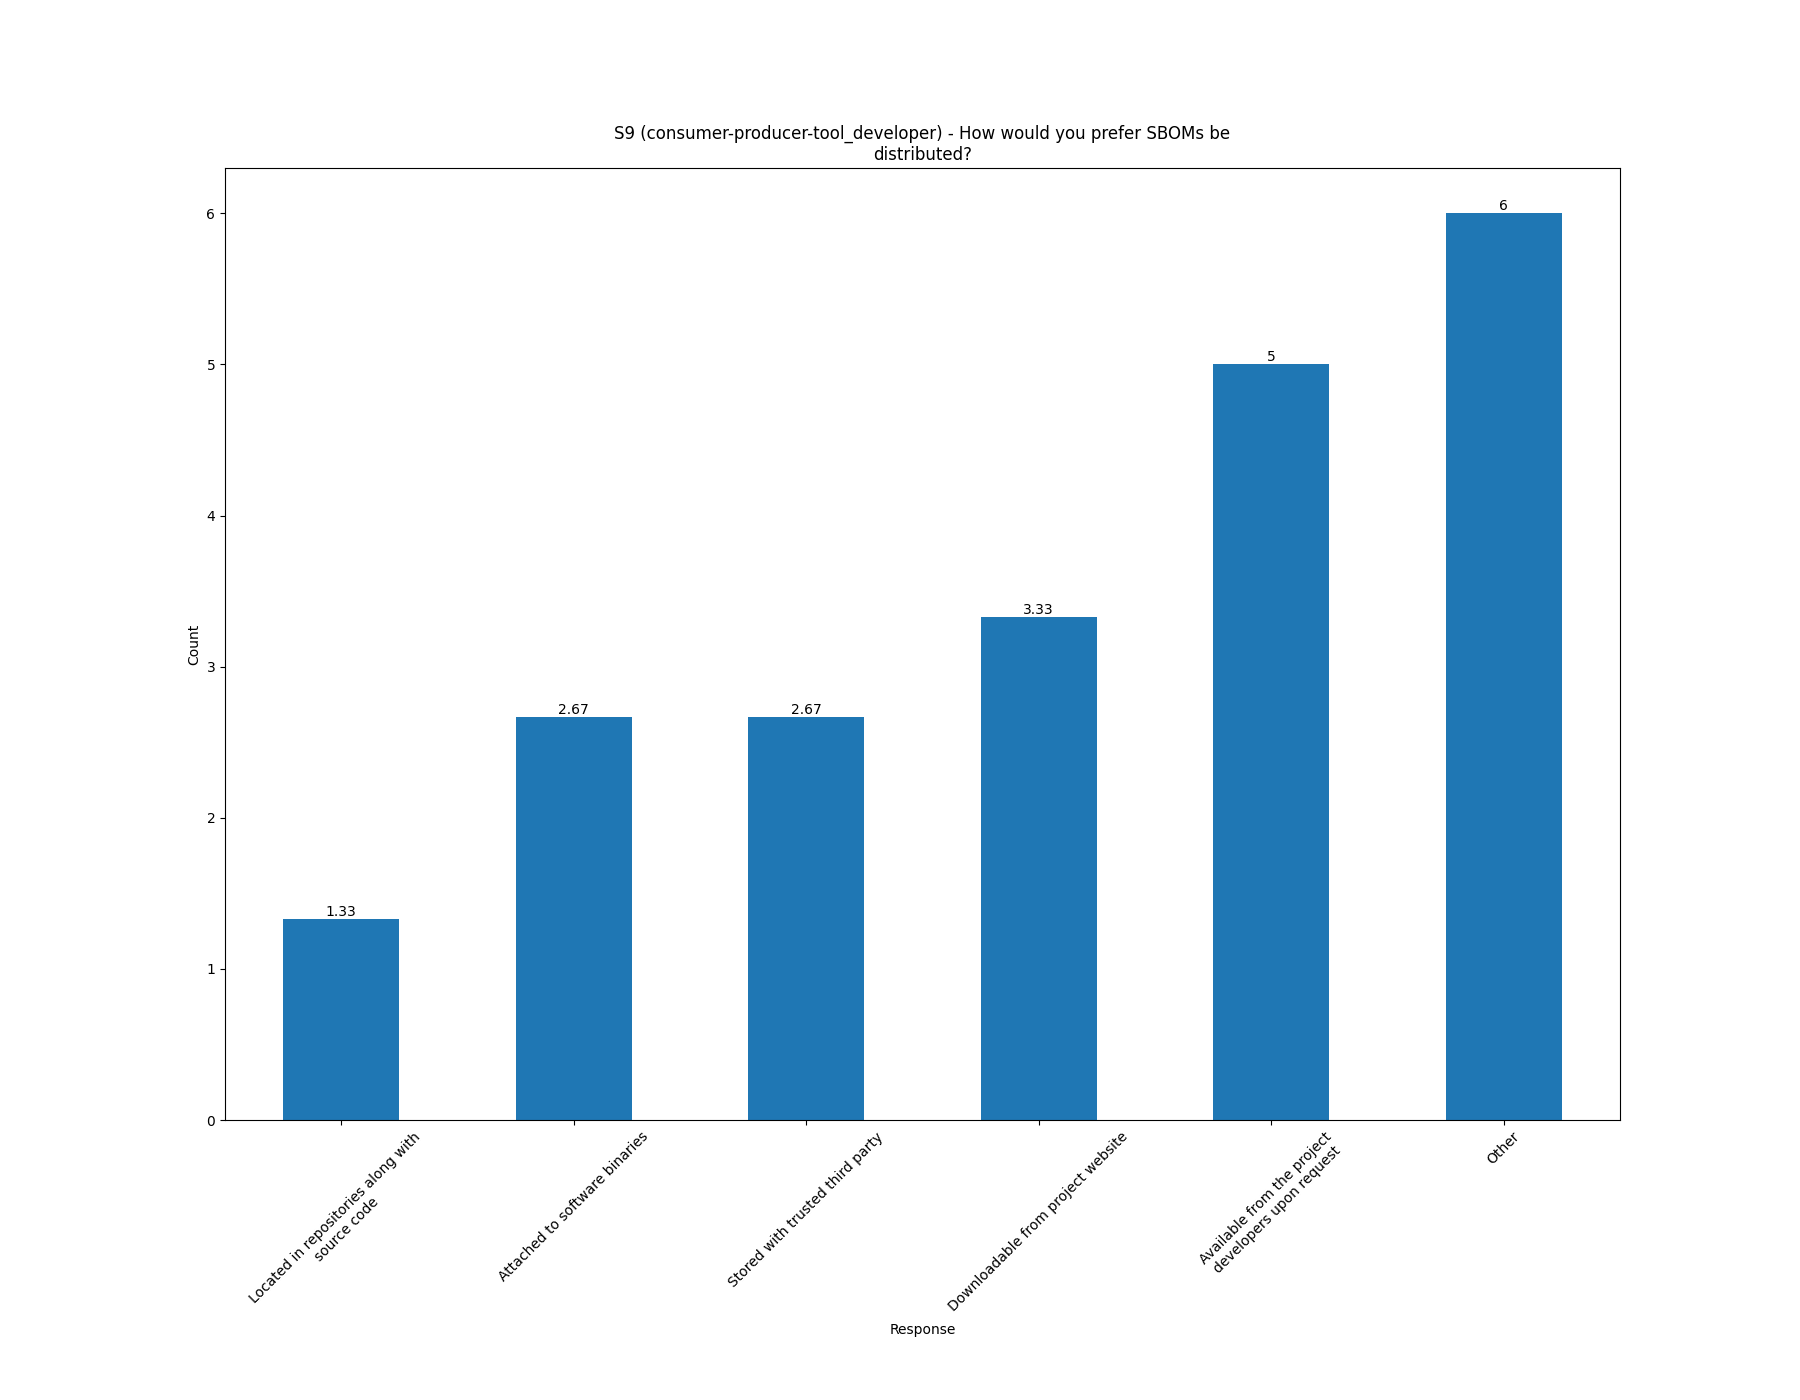 S9 (consumer-producer-tool_developer) - How would you prefer SBOMs be
distributed?
6
5
4
3
2
1
0
Count
1.33
2.67
2.67
3.33
5
6
Located in repositories along with
source code
Attached to software binaries
Stored with trusted third party
Downloadable from project website
Available from the project
developers upon request
Other
Response